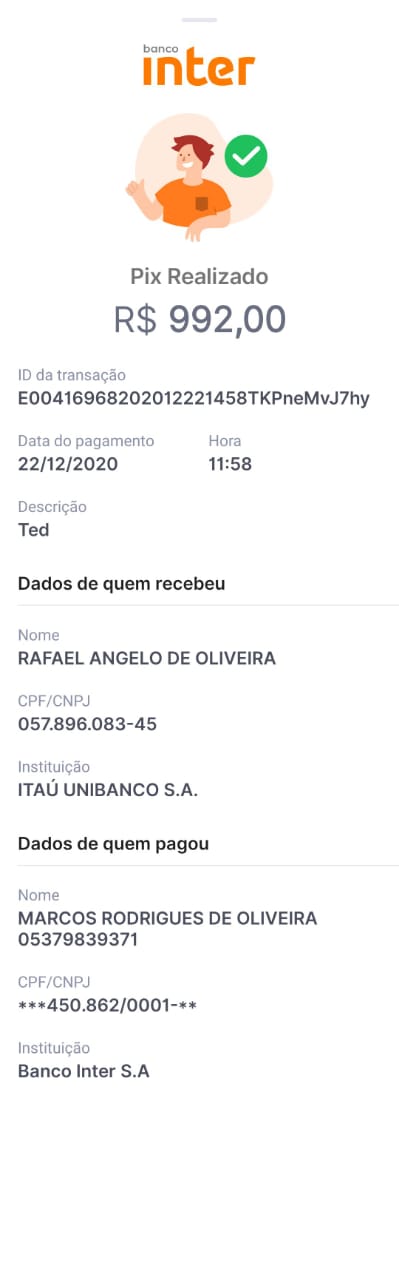 banco
inter
Pix Realizado
R$ 992,00
ID da transação
E00416968202012221458TKPneMvJ7hy
Data do pagamento Hora
22/12/2020 11:58
Descrição
Ted
Dados de quem recebeu
Nome
RAFAEL ANGELO DE OLIVEIRA
CPF/CNPJ
057.896.083-45
Instituição
ITAÚ UNIBANCO S.A.
Dados de quem pagou
Nome
MARCOS RODRIGUES DE OLIVEIRA
05379839371
CPF/CNPJ
***450.862/0001-**
Instituição
Banco Inter S.A